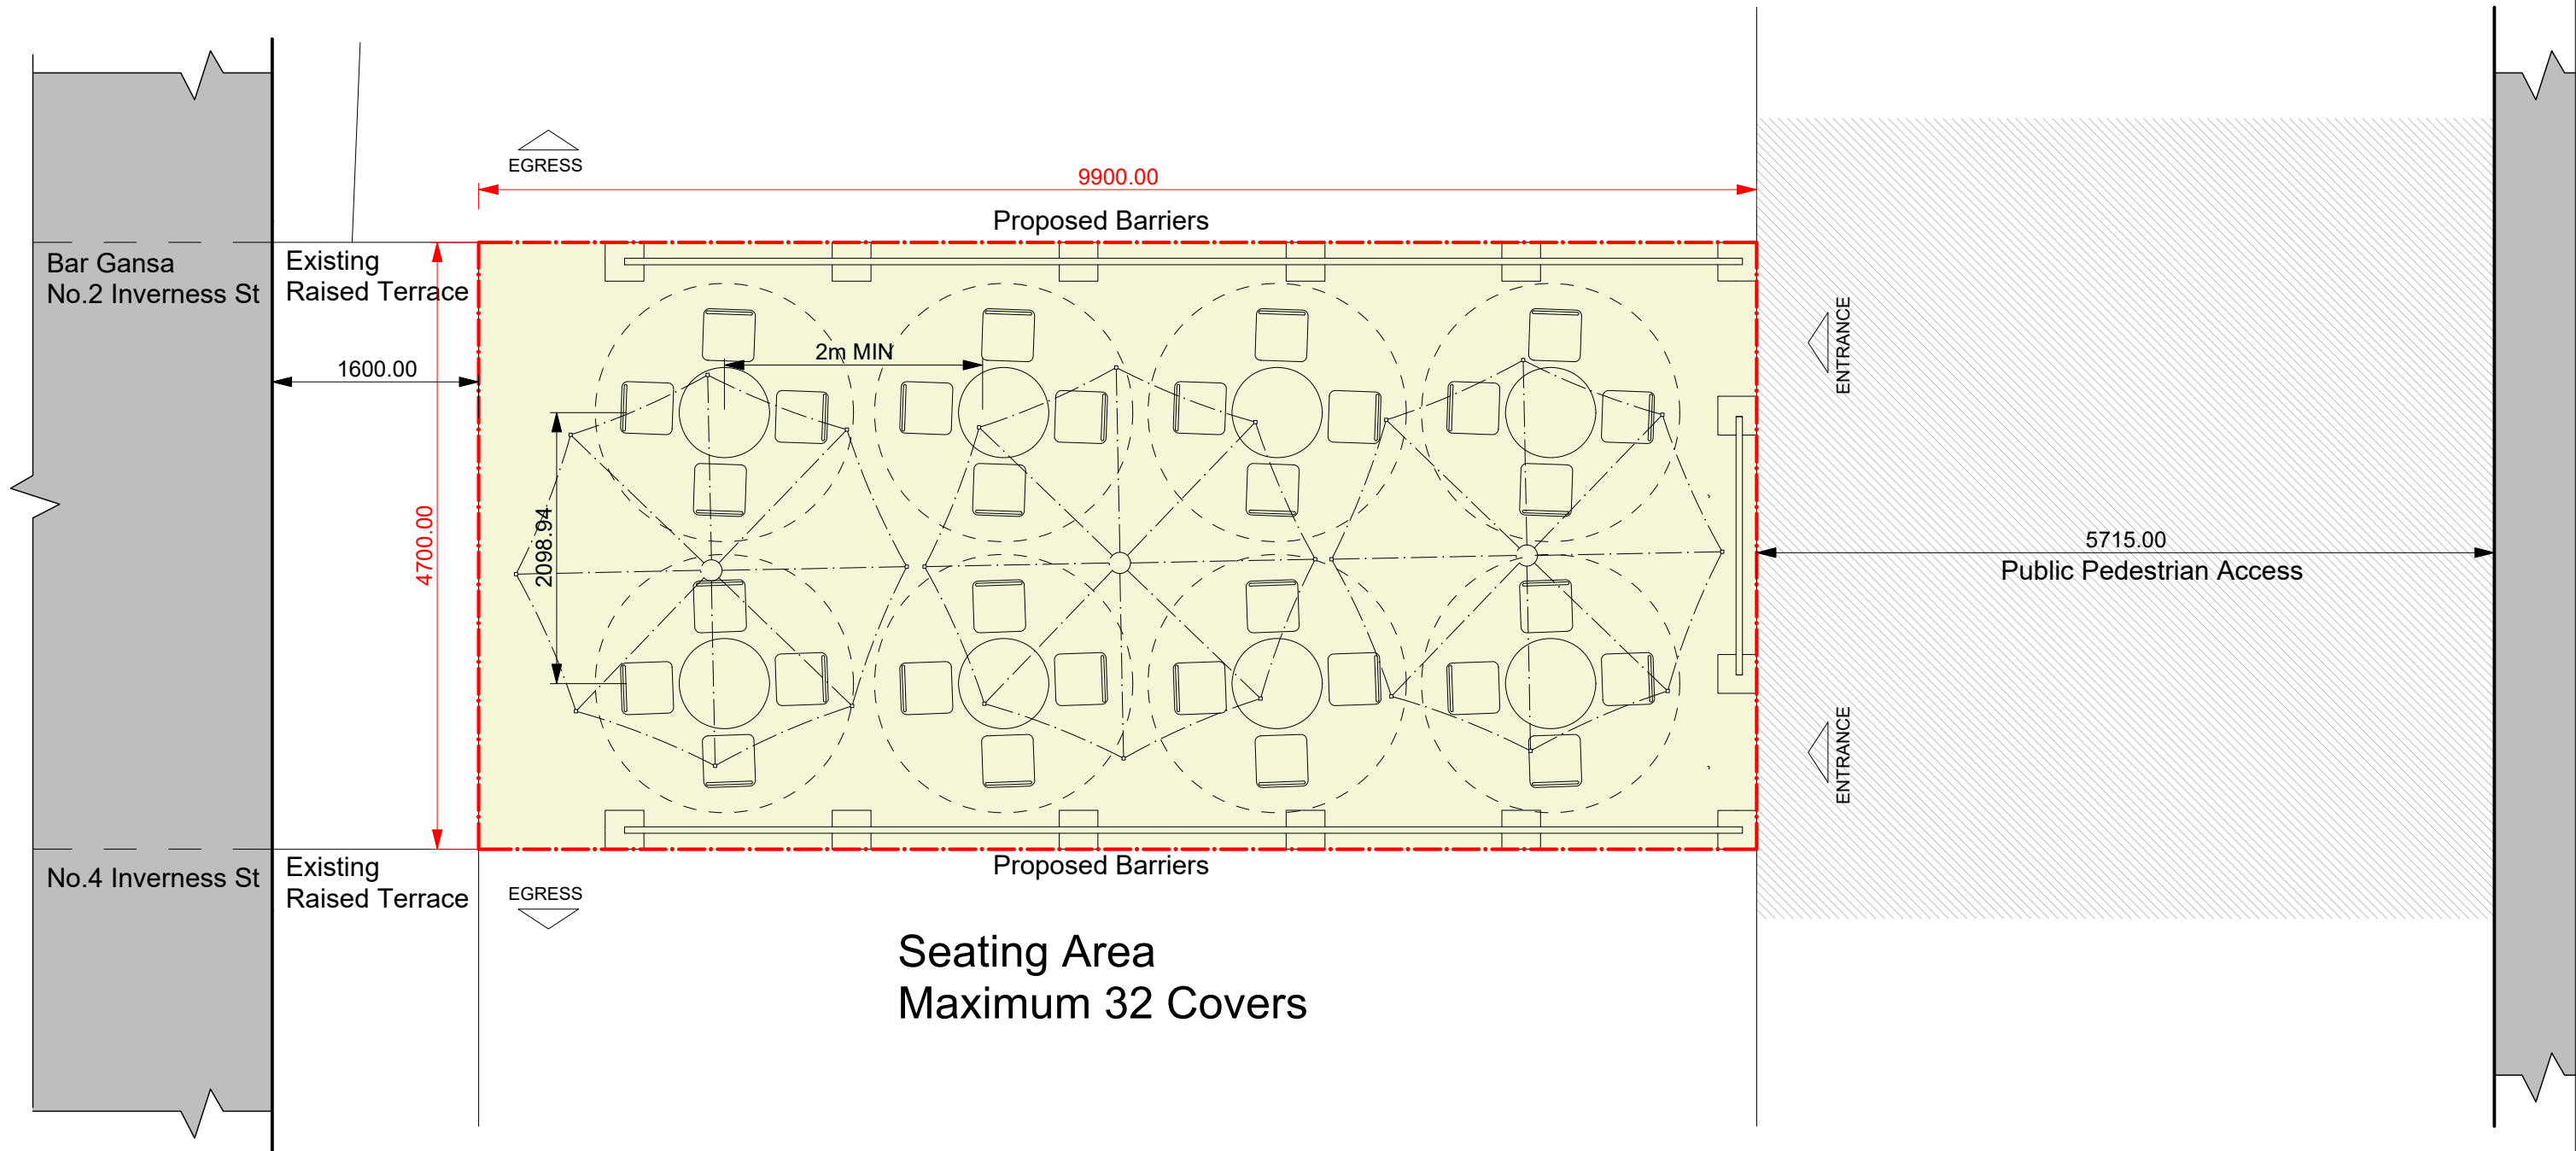 EGRESS
9900.00
Proposed Barriers
Bar Gansa
No.2 Inverness St
Existing
Raised Terrace
1600.00
2m MIN
ENTRANCE
4700.00
2098.94
5715.00
Public Pedestrian Access
ENTRANCE
No.4 Inverness St
Existing
Raised Terrace
Proposed Barriers
EGRESS
Seating Area
Maximum 32 Covers